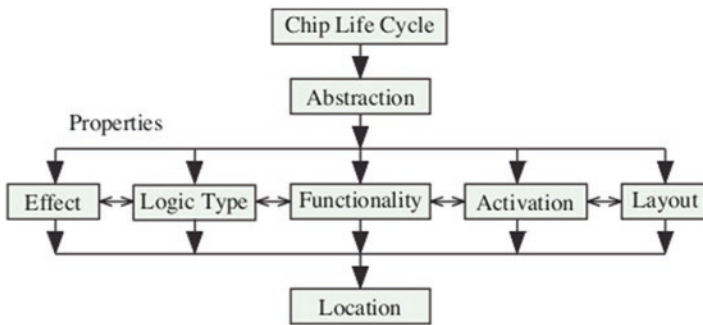 Chip Life Cycle
Abstraction
Properties
Effect
Logic Type
Functionality
Activation
Layout
Location